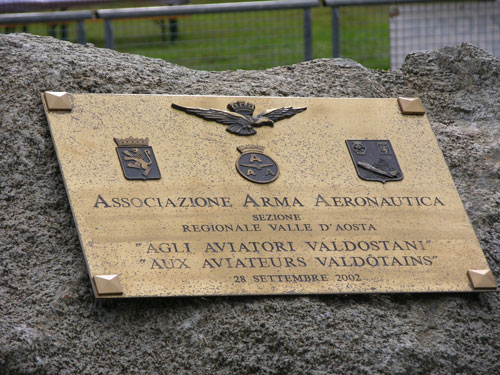 A
A A
ASSOCIAZIONE ARMA AERONAUTICA
SEZIONE
REGIONALE VALLE D'AOSTA
"AGLI AVIATORI VALDOSTANI"
"AUX AVIATEURS VALDÔTAINS"
28 SETTEMBRE 2002